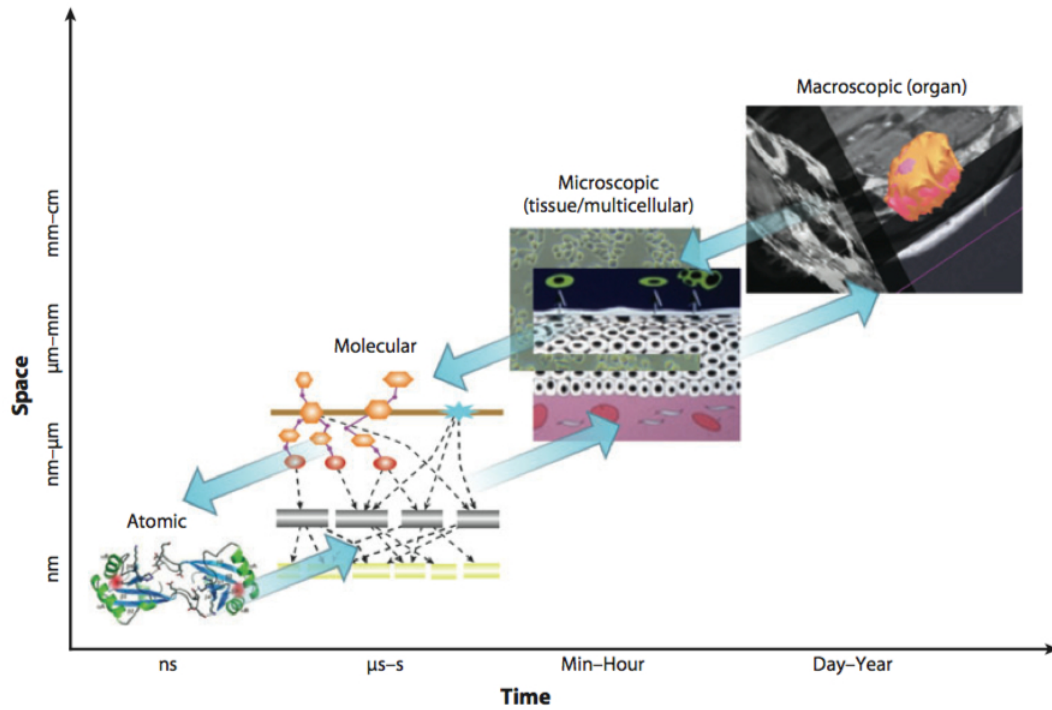 Macroscopic (organ)
Microscopic
(tissue/multicellular)
Molecular
Atomic
Space
mm–cm
µm–mm
nm–µm
nm
ns
µs–s
Min–Hour
Day–Year
Time